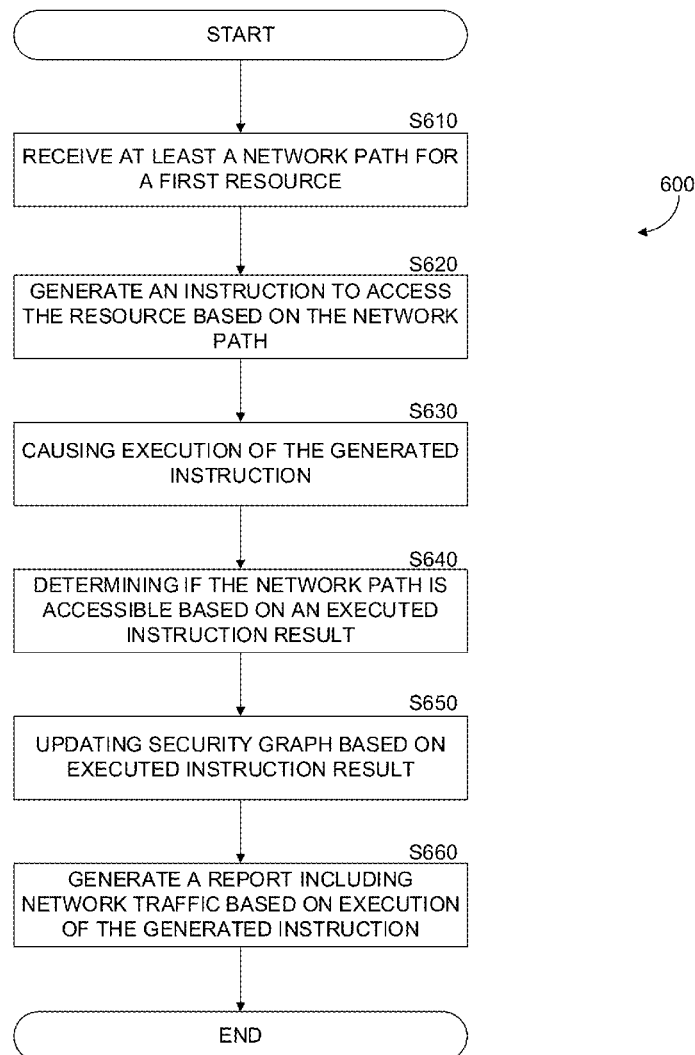 START
S610
RECEIVE AT LEAST A NETWORK PATH FOR
A FIRST RESOURCE
600
S620
GENERATE AN INSTRUCTION TO ACCESS
THE RESOURCE BASED ON THE NETWORK
PATH
S630
CAUSING EXECUTION OF THE GENERATED
INSTRUCTION
S640
DETERMINING IF THE NETWORK PATH IS
ACCESSIBLE BASED ON AN EXECUTED
INSTRUCTION RESULT
S650
UPDATING SECURITY GRAPH BASED ON
EXECUTED INSTRUCTION RESULT
S660
GENERATE A REPORT INCLUDING
NETWORK TRAFFIC BASED ON EXECUTION
OF THE GENERATED INSTRUCTION
END